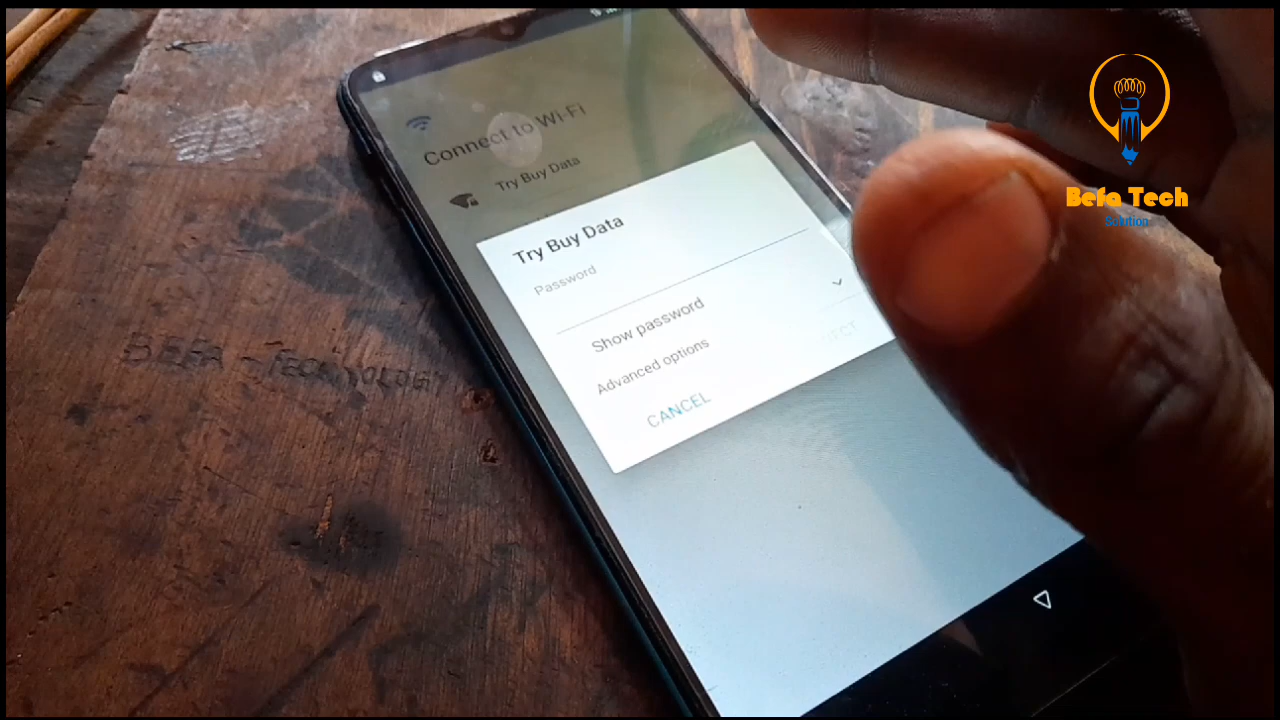 Connect to Wi-Fi
Try Buy Data
Try Buy Data
Password
Show password
Advanced options
CANCEL
Befa Tech
Solution